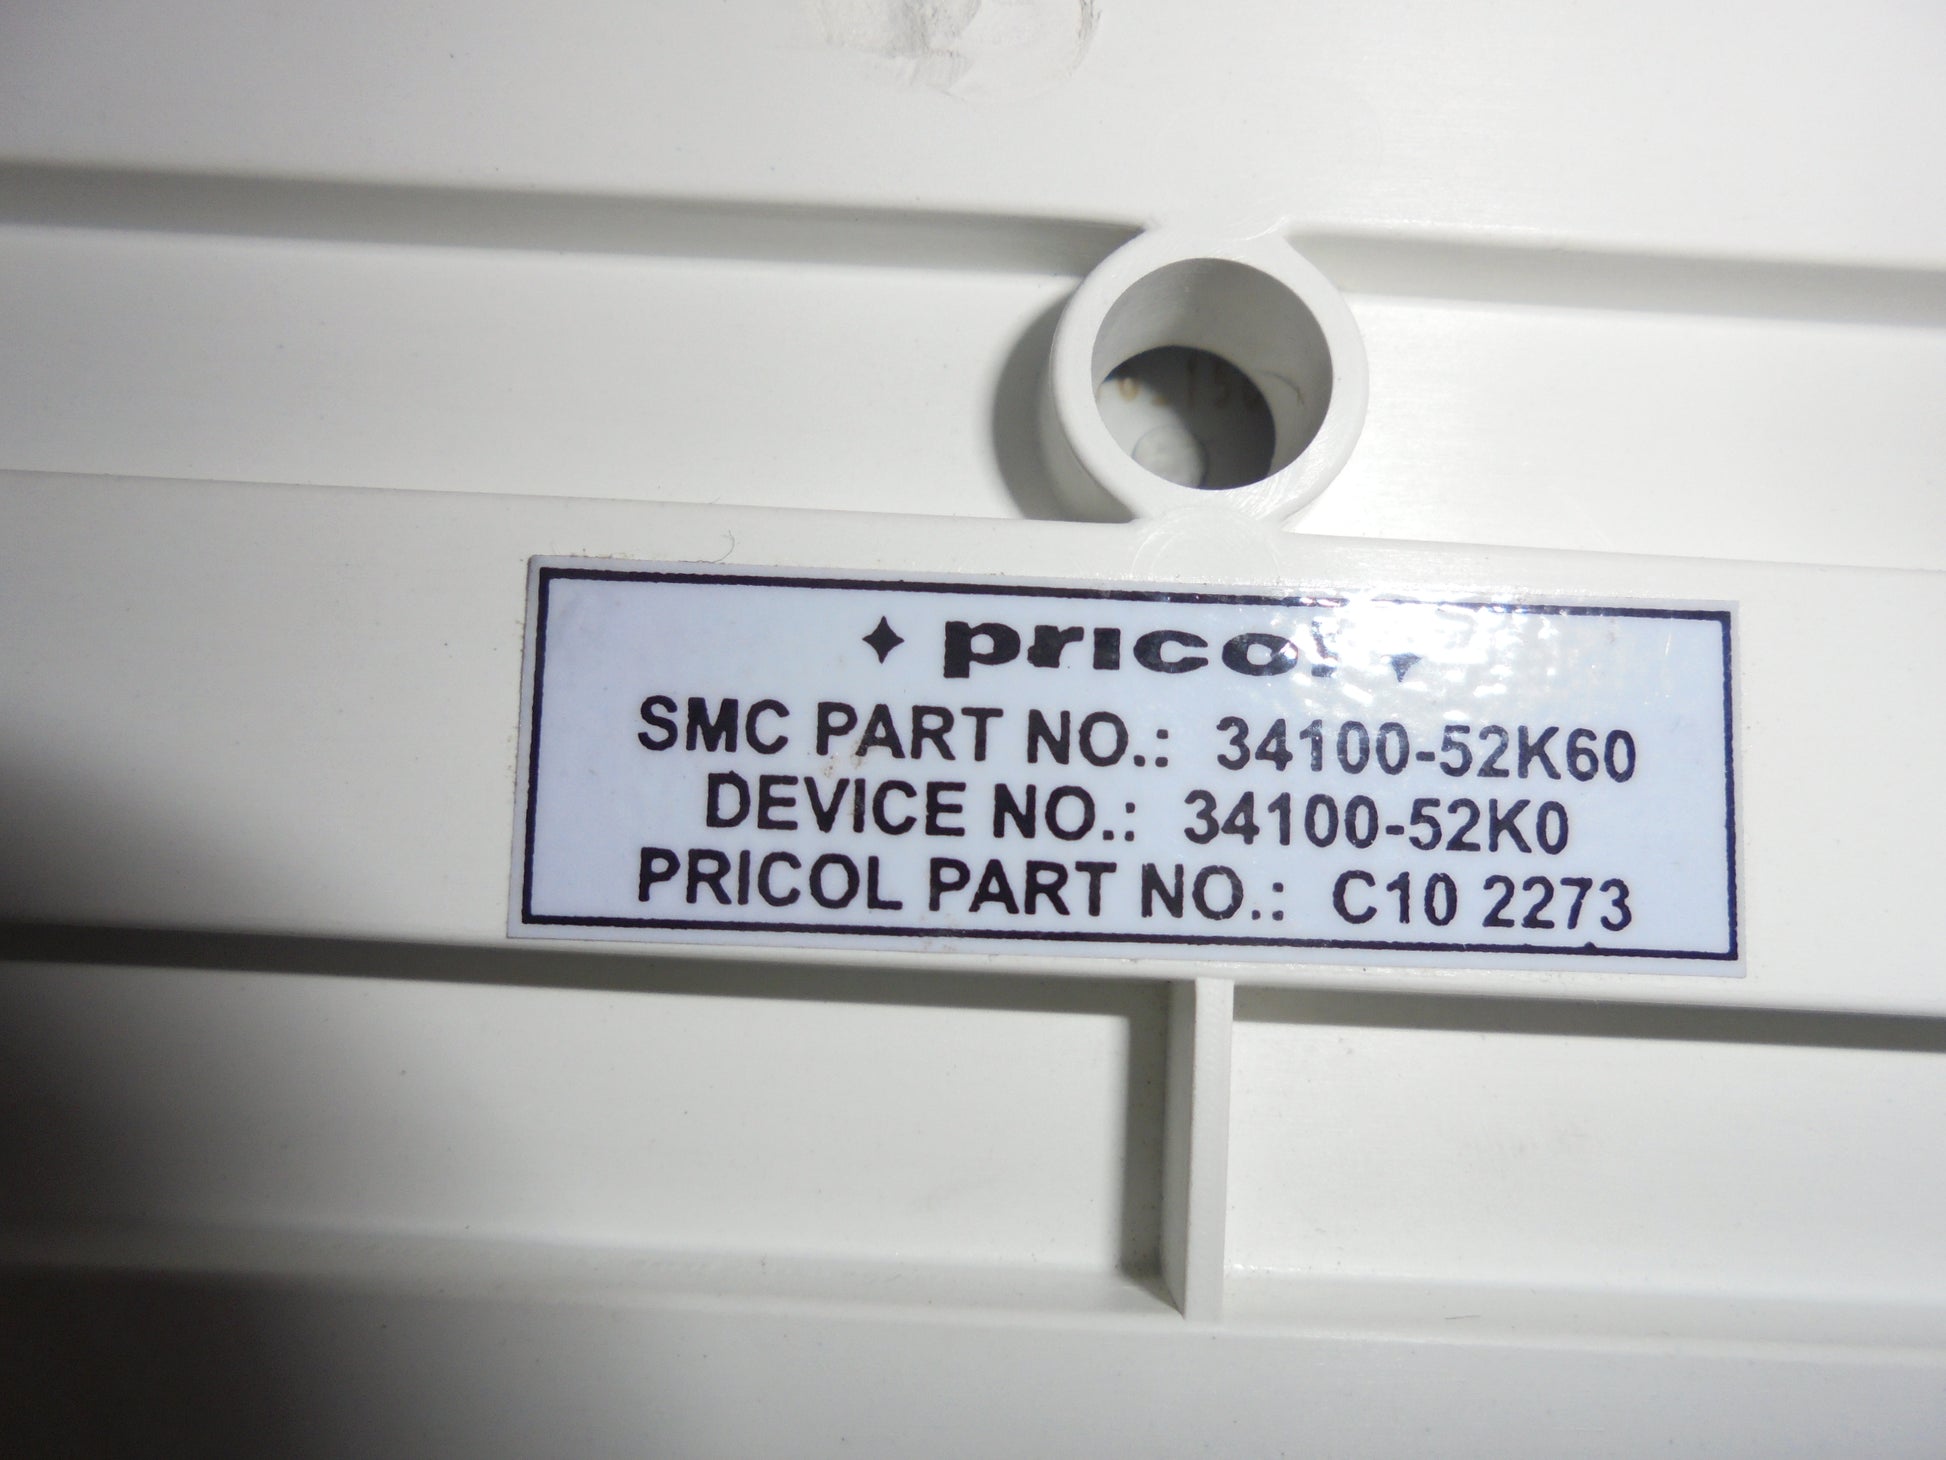 pricol
SMC PART NO.: 34100-52K60
DEVICE NO.: 34100-52K0
PRICOL PART NO.: C10 2273